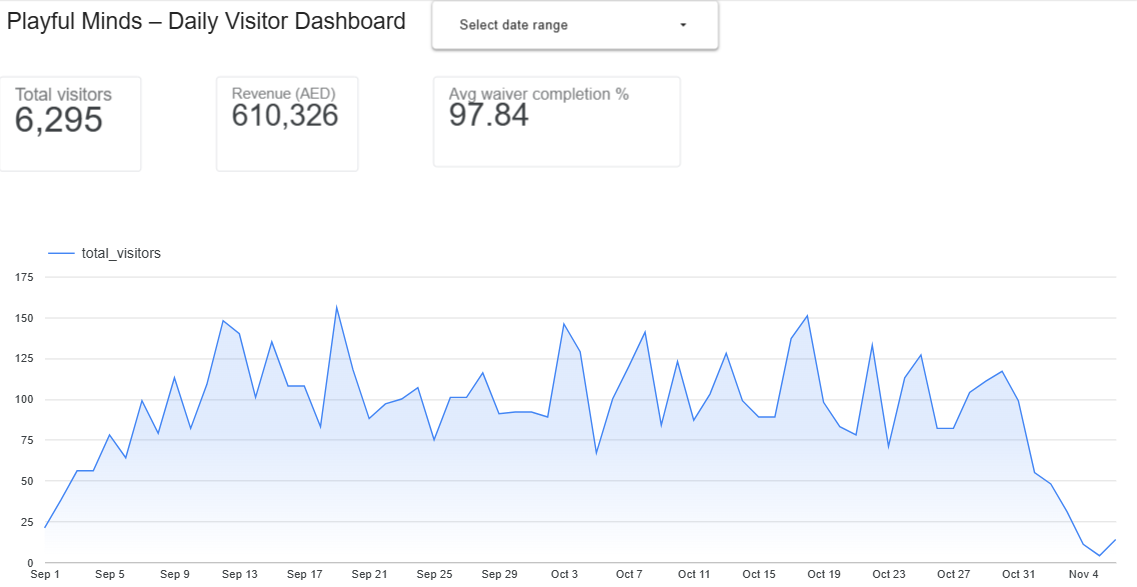 Playful Minds – Daily Visitor Dashboard
Select date range
Total visitors
6,295
Revenue (AED)
610,326
Avg waiver completion %
97.84
total_visitors
175
150
125
100
75
50
25
0
Sep 1 Sep 5 Sep 9 Sep 13 Sep 17 Sep 21 Sep 25 Sep 29 Oct 3 Oct 7 Oct 11 Oct 15 Oct 19 Oct 23 Oct 27 Oct 31 Nov 4